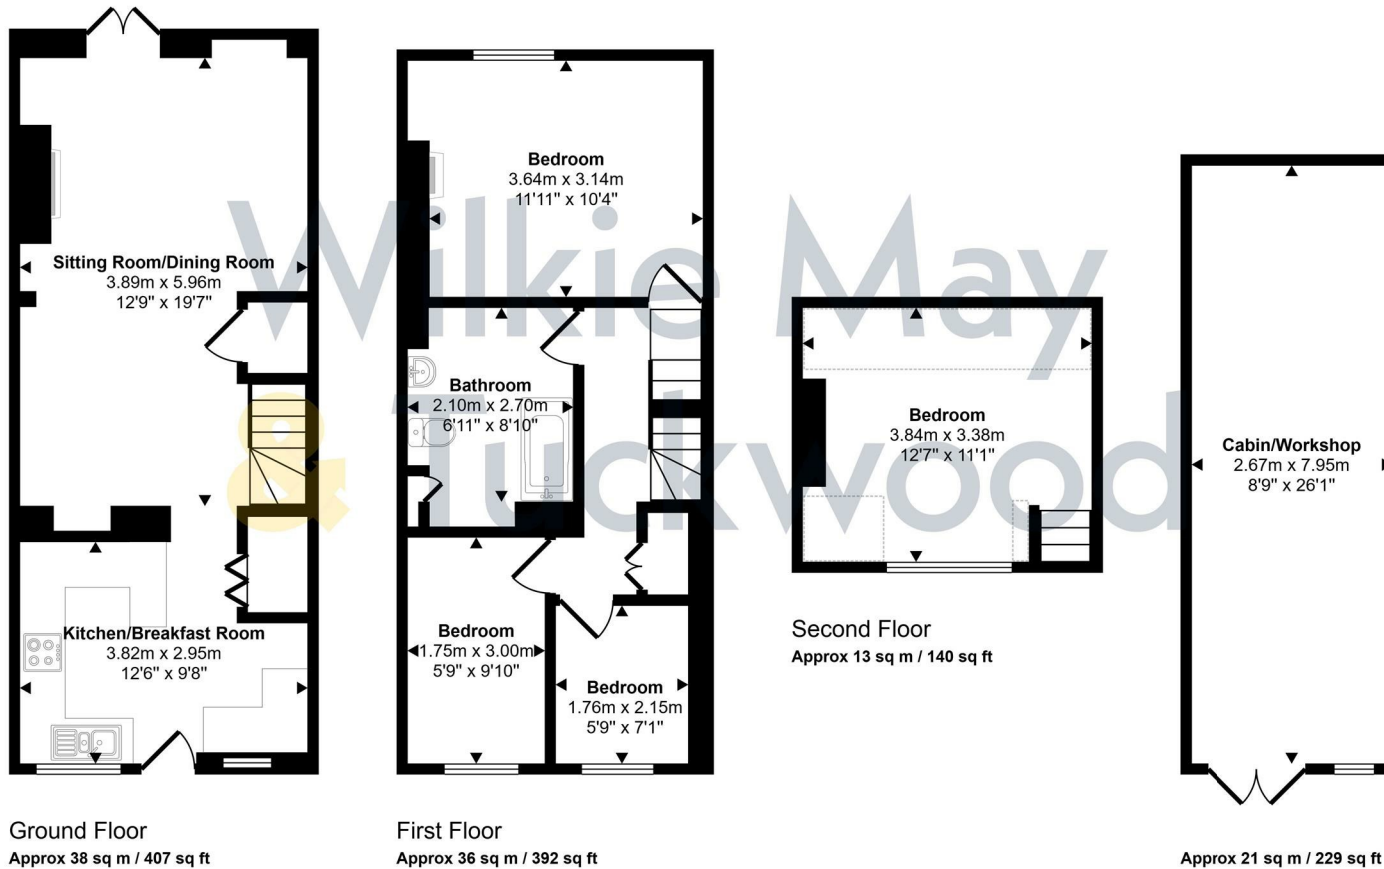 Sitting Room/Dining Room
3.89m x 5.96m
12'9" x 19'7"
Kitchen/Breakfast Room
3.82m x 2.95m
12'6" x 9'8"
Ground Floor
Approx 38 sq m / 407 sq ft
Bedroom
3.64m x 3.14m
11'11" x 10'4"
Bathroom
2.10m x 2.70m
6'11" x 8'10"
Bedroom
1.75m x 3.00m
5'9" x 9'10"
Bedroom
1.76m x 2.15m
5'9" x 7'1"
First Floor
Approx 36 sq m / 392 sq ft
Bedroom
3.84m x 3.38m
12'7" x 11'1"
Second Floor
Approx 13 sq m / 140 sq ft
Cabin/Workshop
2.67m x 7.95m
8'9" x 26'1"
Approx 21 sq m / 229 sq ft
Wilkie May
& Tuckwood